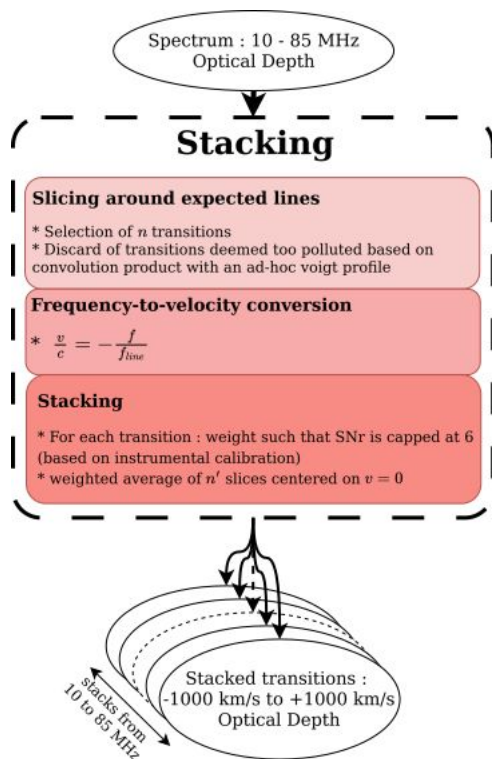 Spectrum : 10 - 85 MHz
Optical Depth
Stacking
Slicing around expected lines
* Selection of n transitions
* Discard of transitions deemed too polluted based on
convolution product with an ad-hoc voigt profile
Frequency-to-velocity conversion
* v/c = − f/f_line
Stacking
* For each transition : weight such that SNr is capped at 6
(based on instrumental calibration)
* weighted average of n′ slices centered on v = 0
Stacked transitions :
-1000 km/s to +1000 km/s
Optical Depth
stacks from
10 to 85 MHz